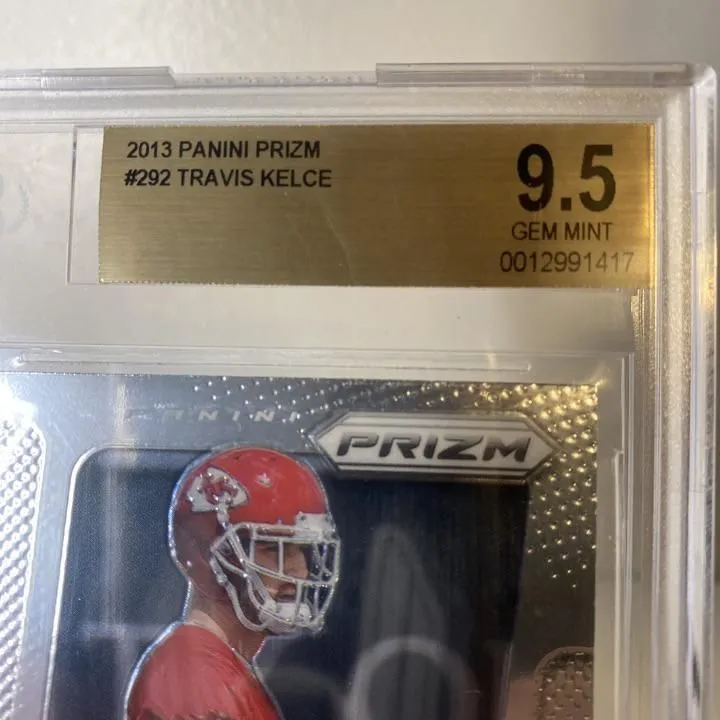 2013 PANINI PRIZM
#292 TRAVIS KELCE
9.5
GEM MINT
0012991417
PANINI
PRIZM